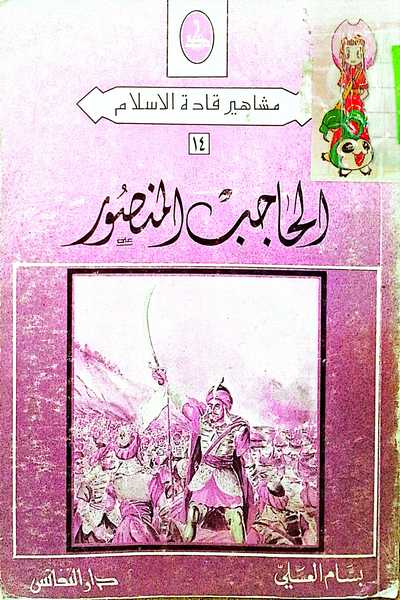 مشاهير قادة الاسلام
١٤
الحاجب المنصور
بسام العسلي
دار النفائس